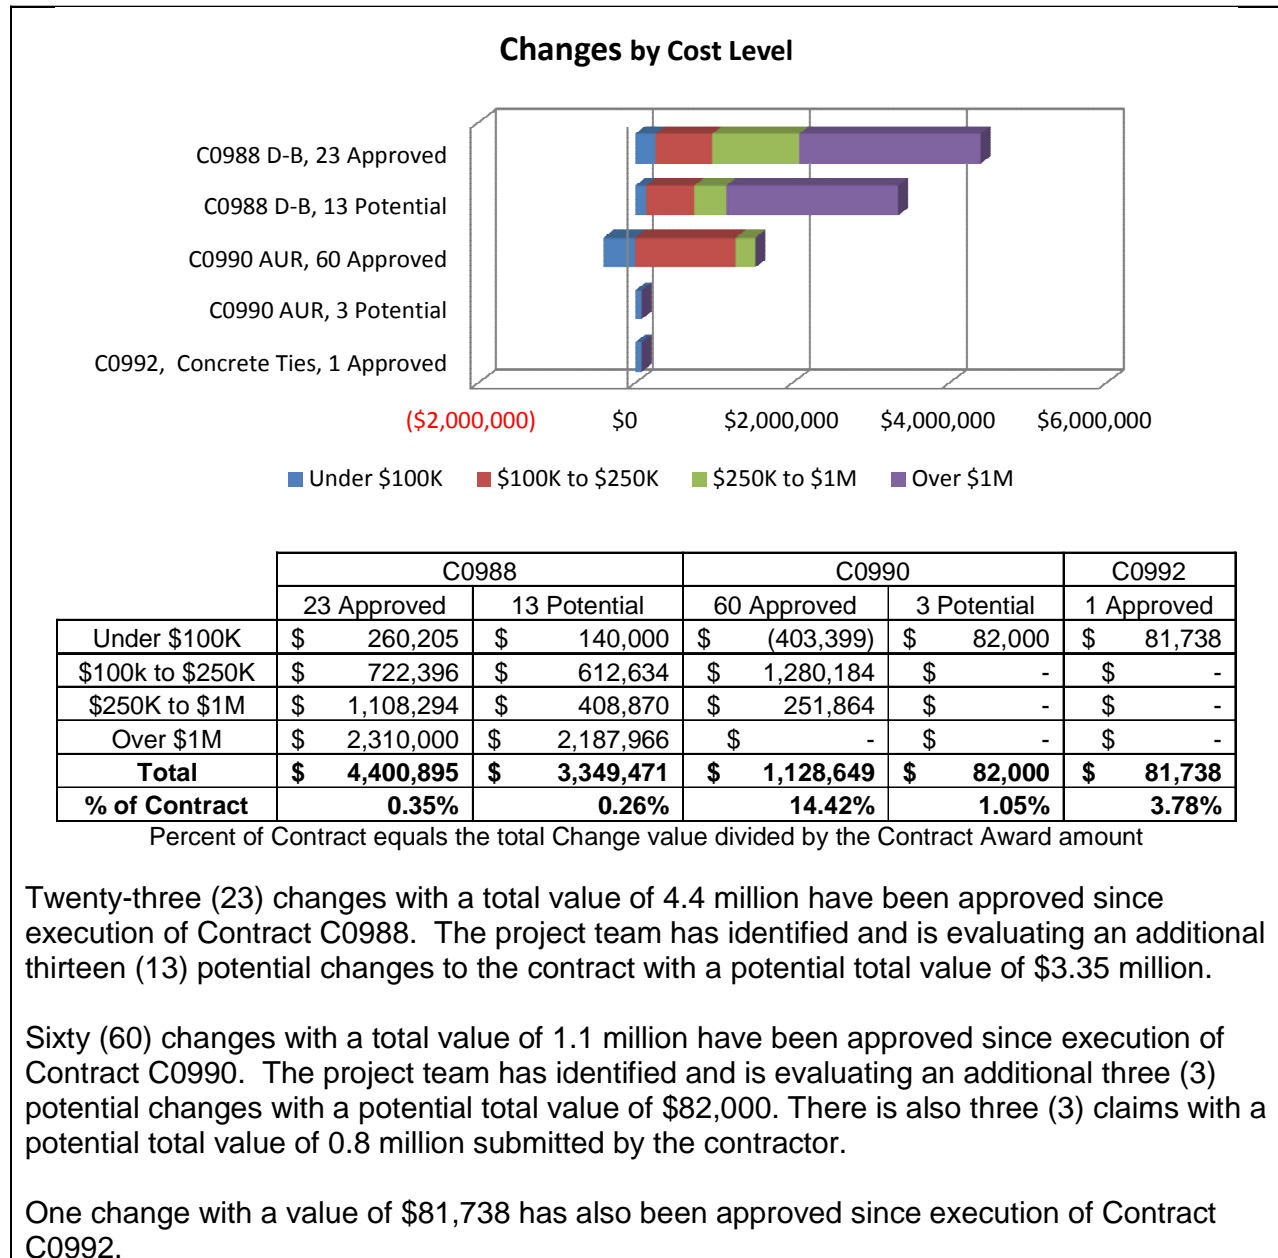 Changes by Cost Level
C0988 D-B, 23 Approved
C0988 D-B, 13 Potential
C0990 AUR, 60 Approved
C0990 AUR, 3 Potential
C0992,  Concrete Ties, 1 Approved
($2,000,000) $0 $2,000,000 $4,000,000 $6,000,000
Under $100K $100K to $250K $250K to $1M Over $1M
C0988 C0990 C0992
23 Approved 13 Potential 60 Approved 3 Potential 1 Approved
Under $100K $ 260,205 $ 140,000 $ (403,399) $ 82,000 $ 81,738
$100k to $250K $ 722,396 $ 612,634 $ 1,280,184 $ - $ -
$250K to $1M $ 1,108,294 $ 408,870 $ 251,864 $ - $ -
Over $1M $ 2,310,000 $ 2,187,966 $ - $ - $ -
Total $ 4,400,895 $ 3,349,471 $ 1,128,649 $ 82,000 $ 81,738
% of Contract 0.35% 0.26% 14.42% 1.05% 3.78%
Percent of Contract equals the total Change value divided by the Contract Award amount
Twenty-three (23) changes with a total value of 4.4 million have been approved since
execution of Contract C0988.  The project team has identified and is evaluating an additional
thirteen (13) potential changes to the contract with a potential total value of $3.35 million.
Sixty (60) changes with a total value of 1.1 million have been approved since execution of
Contract C0990.  The project team has identified and is evaluating an additional three (3)
potential changes with a potential total value of $82,000. There is also three (3) claims with a
potential total value of 0.8 million submitted by the contractor.
One change with a value of $81,738 has also been approved since execution of Contract
C0992.